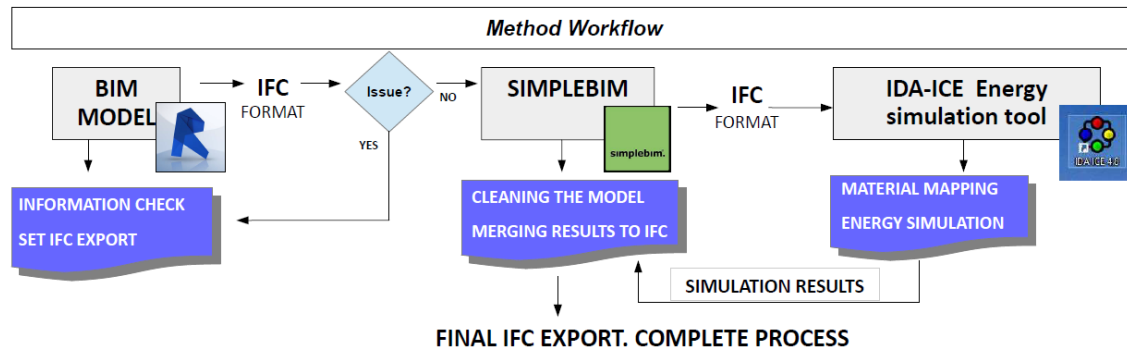 Method Workflow
BIM
MODEL
IFC
FORMAT
Issue?
NO
YES
SIMPLEBIM
simplebim.
IFC
FORMAT
IDA-ICE Energy
simulation tool
IDA ICE 4.8
INFORMATION CHECK
SET IFC EXPORT
CLEANING THE MODEL
MERGING RESULTS TO IFC
MATERIAL MAPPING
ENERGY SIMULATION
SIMULATION RESULTS
FINAL IFC EXPORT. COMPLETE PROCESS